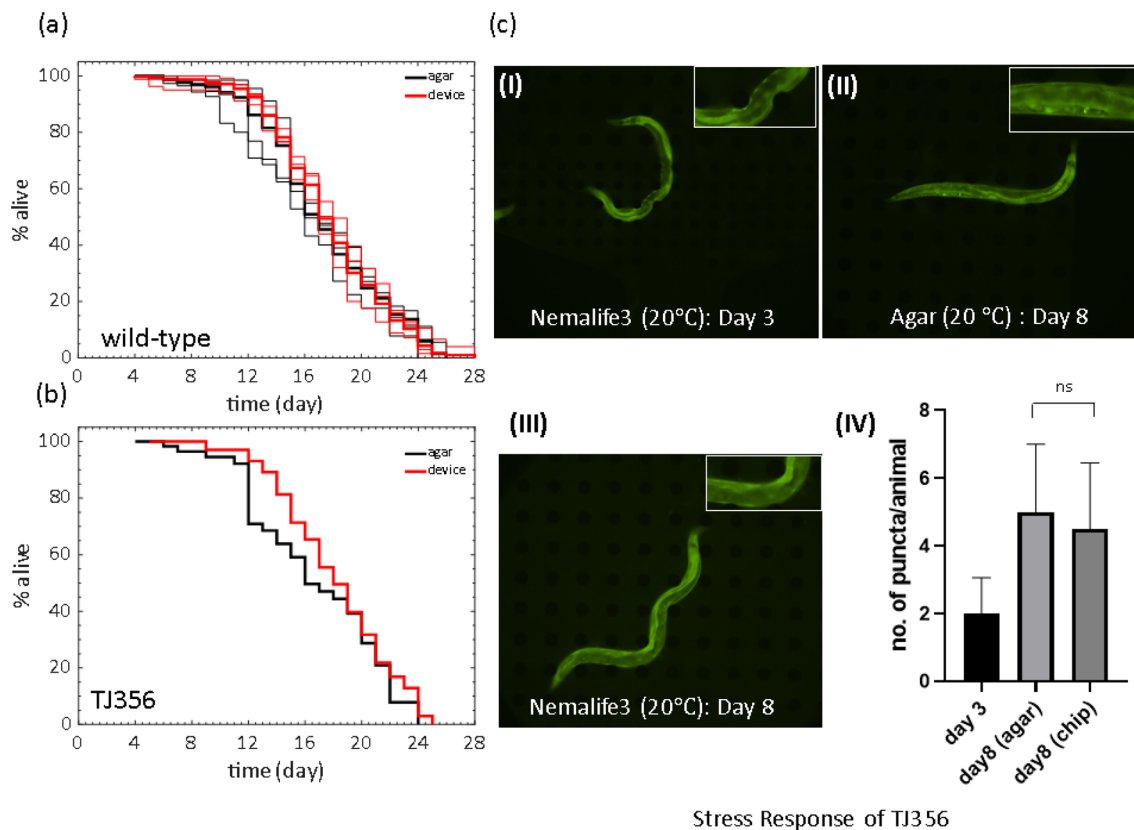 (a)
100
80
60
40
20
0
% alive
agar
device
wild-type
0 4 8 12 16 20 24 28
time (day)
(b)
100
80
60
40
20
0
% alive
agar
device
TJ356
0 4 8 12 16 20 24 28
time (day)
(c)
(I)
Nemalife3 (20°C): Day 3
(II)
Agar (20 °C) : Day 8
(III)
Nemalife3 (20°C): Day 8
(IV)
ns
8
6
4
2
0
no. of puncta/animal
day 3
day8 (agar)
day8 (chip)
Stress Response of TJ356